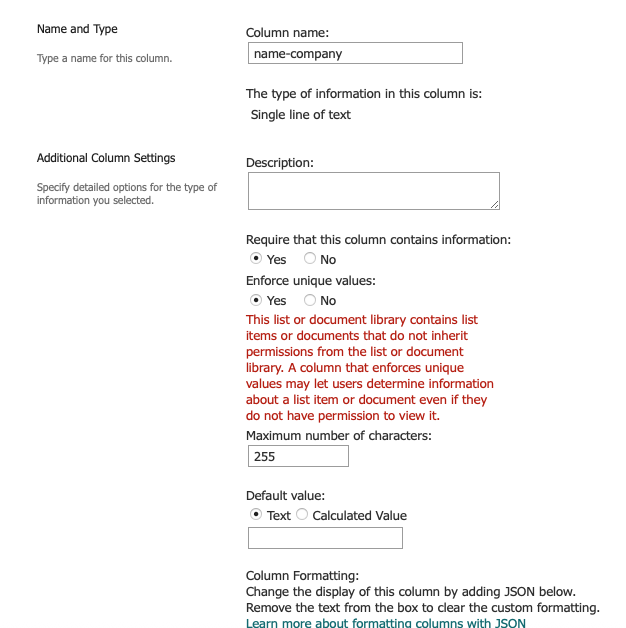 Name and Type
Type a name for this column.
Column name:
name-company
The type of information in this column is:
Single line of text
Additional Column Settings
Specify detailed options for the type of
information you selected.
Description:
Require that this column contains information:
Yes No
Enforce unique values:
Yes No
This list or document library contains list
items or documents that do not inherit
permissions from the list or document
library. A column that enforces unique
values may let users determine information
about a list item or document even if they
do not have permission to view it.
Maximum number of characters:
255
Default value:
Text Calculated Value
Column Formatting:
Change the display of this column by adding JSON below.
Remove the text from the box to clear the custom formatting.
Learn more about formatting columns with JSON